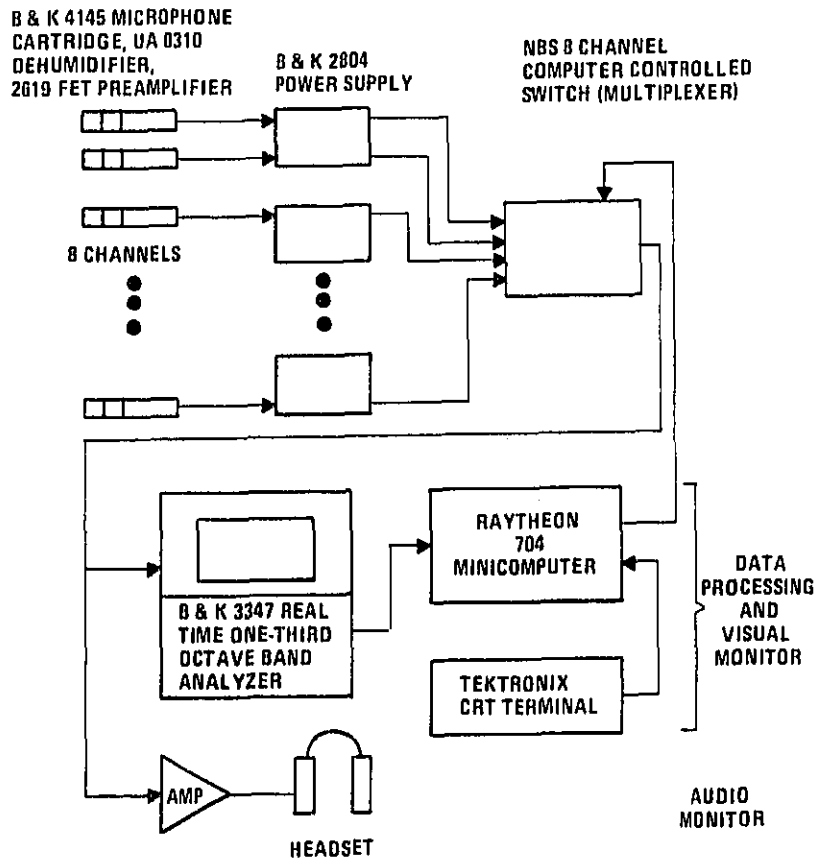 B & K 4145 MICROPHONE
CARTRIDGE, UA 0310
DEHUMIDIFIER,
2619 FET PREAMPLIFIER
B & K 2804
POWER SUPPLY
NBS 8 CHANNEL
COMPUTER CONTROLLED
SWITCH (MULTIPLEXER)
8 CHANNELS
RAYTHEON
704
MINICOMPUTER
B & K 3347 REAL
TIME ONE-THIRD
OCTAVE BAND
ANALYZER
TEKTRONIX
CRT TERMINAL
DATA
PROCESSING
AND
VISUAL
MONITOR
AMP
HEADSET
AUDIO
MONITOR